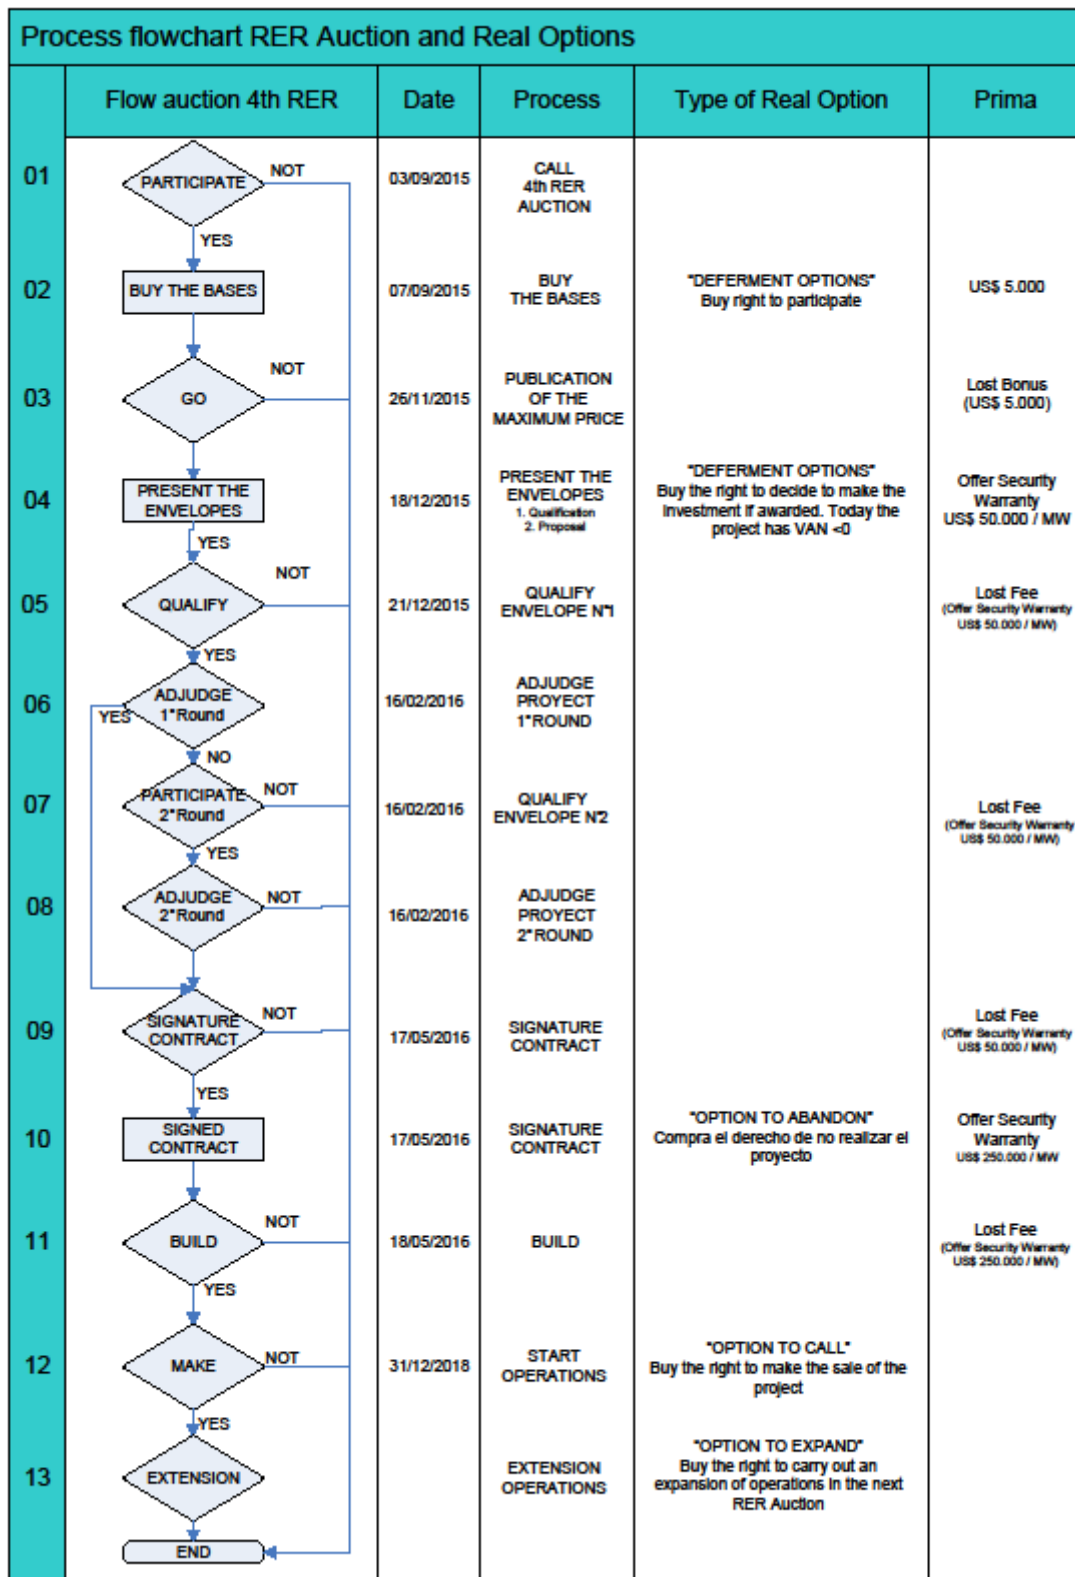 Process flowchart RER Auction and Real Options
Flow auction 4th RER
Date
Process
Type of Real Option
Prima
01
PARTICIPATE
NOT
YES
03/09/2015
CALL
4th RER
AUCTION
02
BUY THE BASES
07/09/2015
BUY
THE BASES
"DEFERMENT OPTIONS"
Buy right to participate
US$ 5.000
03
GO
NOT
26/11/2015
PUBLICATION
OF THE
MAXIMUM PRICE
Lost Bonus
(US$ 5.000)
04
PRESENT THE
ENVELOPES
YES
18/12/2015
PRESENT THE
ENVELOPES
1. Qualification
2. Proposal
"DEFERMENT OPTIONS"
Buy the right to decide to make the
investment if awarded. Today the
project has VAN <0
Offer Security
Warranty
US$ 50.000 / MW
05
QUALIFY
NOT
YES
21/12/2015
QUALIFY
ENVELOPE N°1
Lost Fee
(Offer Security Warranty
US$ 50.000 / MW)
06
ADJUDGE
1°Round
YES
NO
16/02/2016
ADJUDGE
PROYECT
1°ROUND
07
PARTICIPATE
2°Round
NOT
YES
16/02/2016
QUALIFY
ENVELOPE N°2
Lost Fee
(Offer Security Warranty
US$ 50.000 / MW)
08
ADJUDGE
2°Round
NOT
16/02/2016
ADJUDGE
PROYECT
2°ROUND
09
SIGNATURE
CONTRACT
NOT
YES
17/05/2016
SIGNATURE
CONTRACT
Lost Fee
(Offer Security Warranty
US$ 50.000 / MW)
10
SIGNED
CONTRACT
17/05/2016
SIGNATURE
CONTRACT
"OPTION TO ABANDON"
Compra el derecho de no realizar el
proyecto
Offer Security
Warranty
US$ 250.000 / MW
11
BUILD
NOT
YES
18/05/2016
BUILD
Lost Fee
(Offer Security Warranty
US$ 250.000 / MW)
12
MAKE
NOT
YES
31/12/2018
START
OPERATIONS
"OPTION TO CALL"
Buy the right to make the sale of the
project
13
EXTENSION
EXTENSION
OPERATIONS
"OPTION TO EXPAND"
Buy the right to carry out an
expansion of operations in the next
RER Auction
END